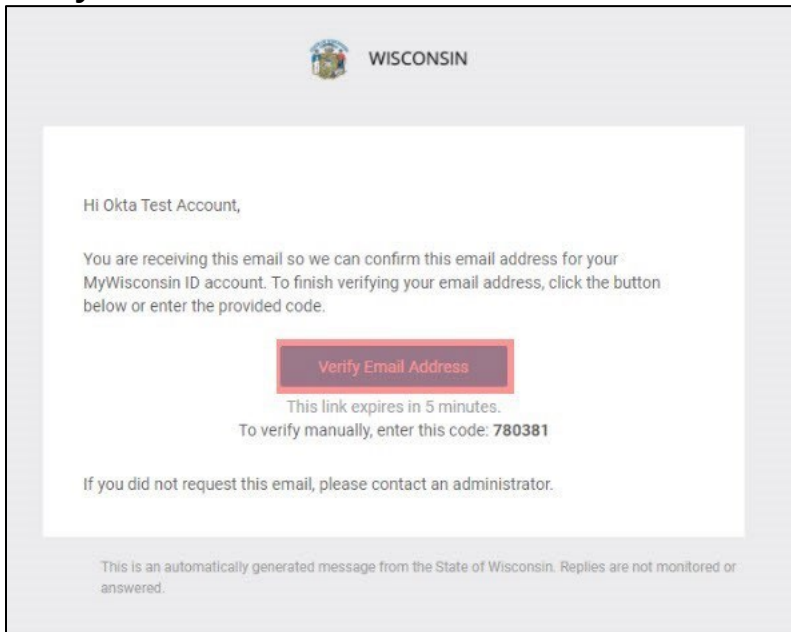 WISCONSIN
Hi Okta Test Account,
You are receiving this email so we can confirm this email address for your
MyWisconsin ID account. To finish verifying your email address, click the button
below or enter the provided code.
Verify Email Address
This link expires in 5 minutes.
To verify manually, enter this code: 780381
If you did not request this email, please contact an administrator.
This is an automatically generated message from the State of Wisconsin. Replies are not monitored or
answered.